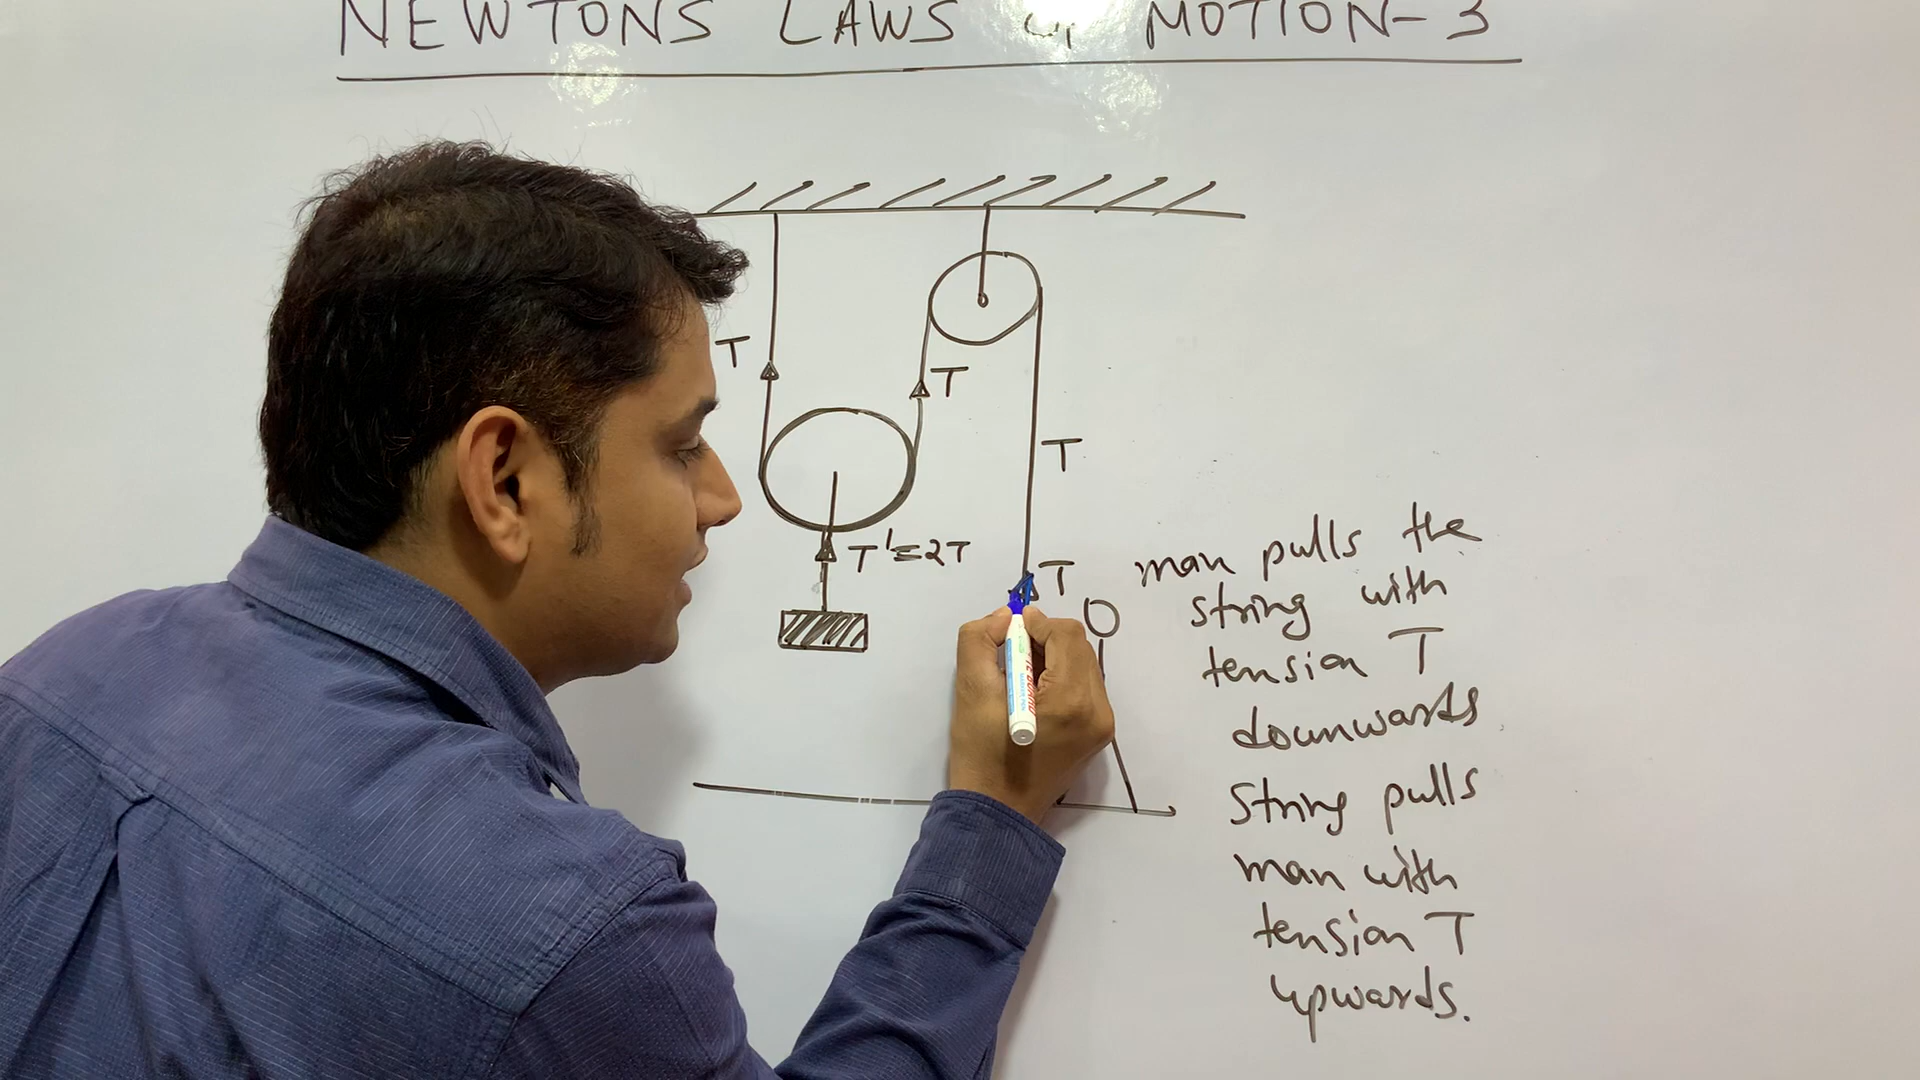 NEWTONS LAWS of MOTION-3
T
T
T
T'=2T
T
man pulls the
string with
tension T
downwards
string pulls
man with
tension T
upwards.